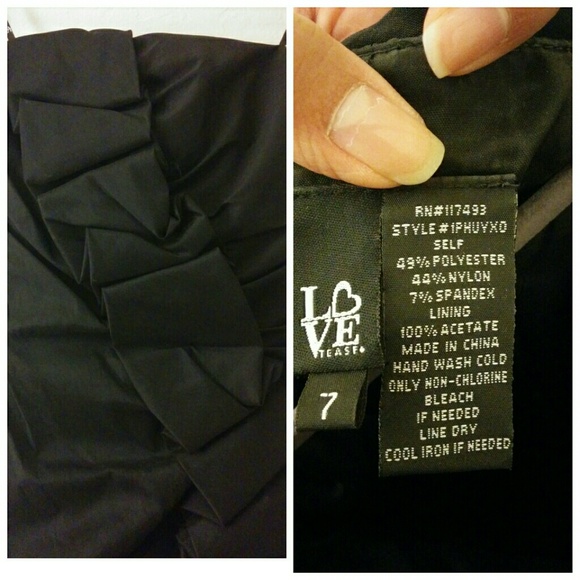 LOVE
TEASE
7
RN#117493
STYLE #1PHUYXO
SELF
49% POLYESTER
44% NYLON
7% SPANDEX
LINING
100% ACETATE
MADE IN CHINA
HAND WASH COLD
ONLY NON-CHLORINE
BLEACH
IF NEEDED
LINE DRY
COOL IRON IF NEEDED